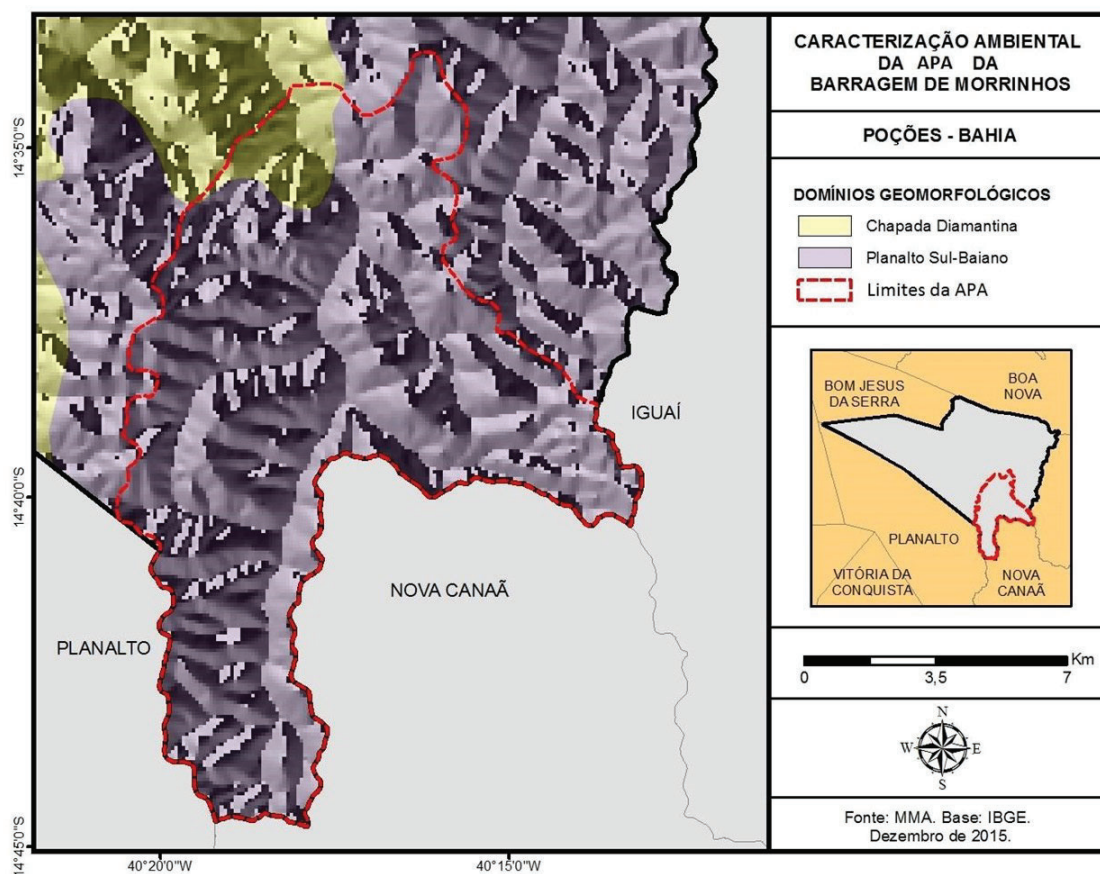 CARACTERIZAÇÃO AMBIENTAL
DA APA DA
BARRAGEM DE MORRINHOS
POÇÕES - BAHIA
DOMÍNIOS GEOMORFOLÓGICOS
Chapada Diamantina
Planalto Sul-Baiano
Limites da APA
14°35'0"S
14°40'0"S
14°45'0"S
40°20'0"W
40°15'0"W
IGUAÍ
NOVA CANAÃ
PLANALTO
BOM JESUS
DA SERRA
BOA
NOVA
PLANALTO
VITÓRIA DA
CONQUISTA
NOVA
CANAÃ
Km
0
3,5
7
N
W
E
S
Fonte: MMA. Base: IBGE.
Dezembro de 2015.